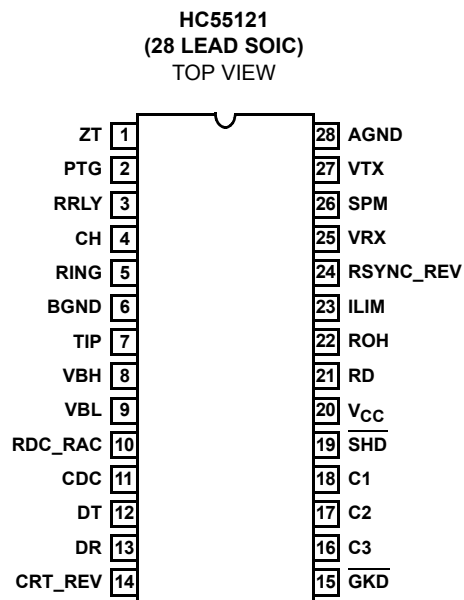 HC55121
(28 LEAD SOIC)
TOP VIEW
ZT 1 28 AGND
PTG 2 27 VTX
RRLY 3 26 SPM
CH 4 25 VRX
RING 5 24 RSYNC_REV
BGND 6 23 ILIM
TIP 7 22 ROH
VBH 8 21 RD
VBL 9 20 VCC
RDC_RAC 10 19 SHD
CDC 11 18 C1
DT 12 17 C2
DR 13 16 C3
CRT_REV 14 15 GKD